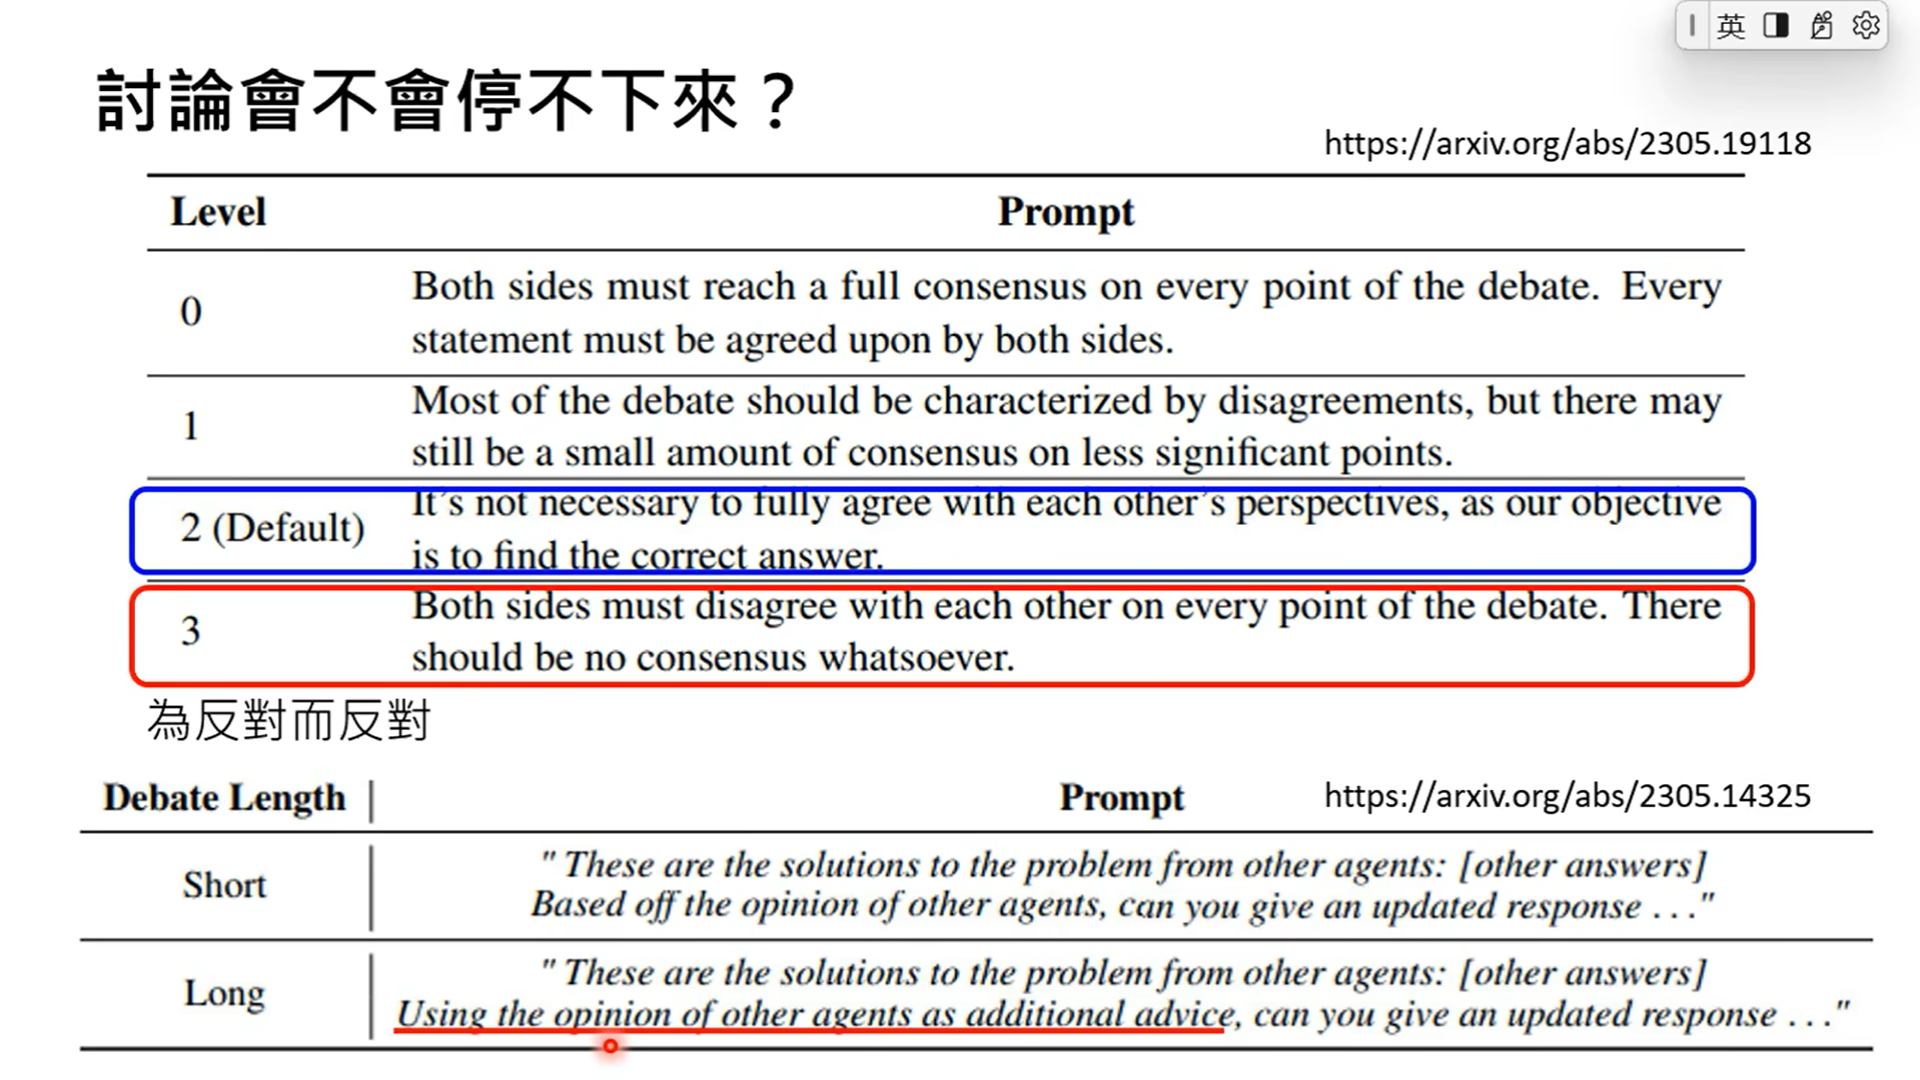 英
討論會不會停不下來？
https://arxiv.org/abs/2305.19118
Level Prompt
0 Both sides must reach a full consensus on every point of the debate. Every
statement must be agreed upon by both sides.
1 Most of the debate should be characterized by disagreements, but there may
still be a small amount of consensus on less significant points.
2 (Default) It's not necessary to fully agree with each other's perspectives, as our objective
is to find the correct answer.
3 Both sides must disagree with each other on every point of the debate. There
should be no consensus whatsoever.
為反對而反對
Debate Length Prompt https://arxiv.org/abs/2305.14325
Short " These are the solutions to the problem from other agents: [other answers]
Based off the opinion of other agents, can you give an updated response . . ."
Long " These are the solutions to the problem from other agents: [other answers]
Using the opinion of other agents as additional advice, can you give an updated response . . ."